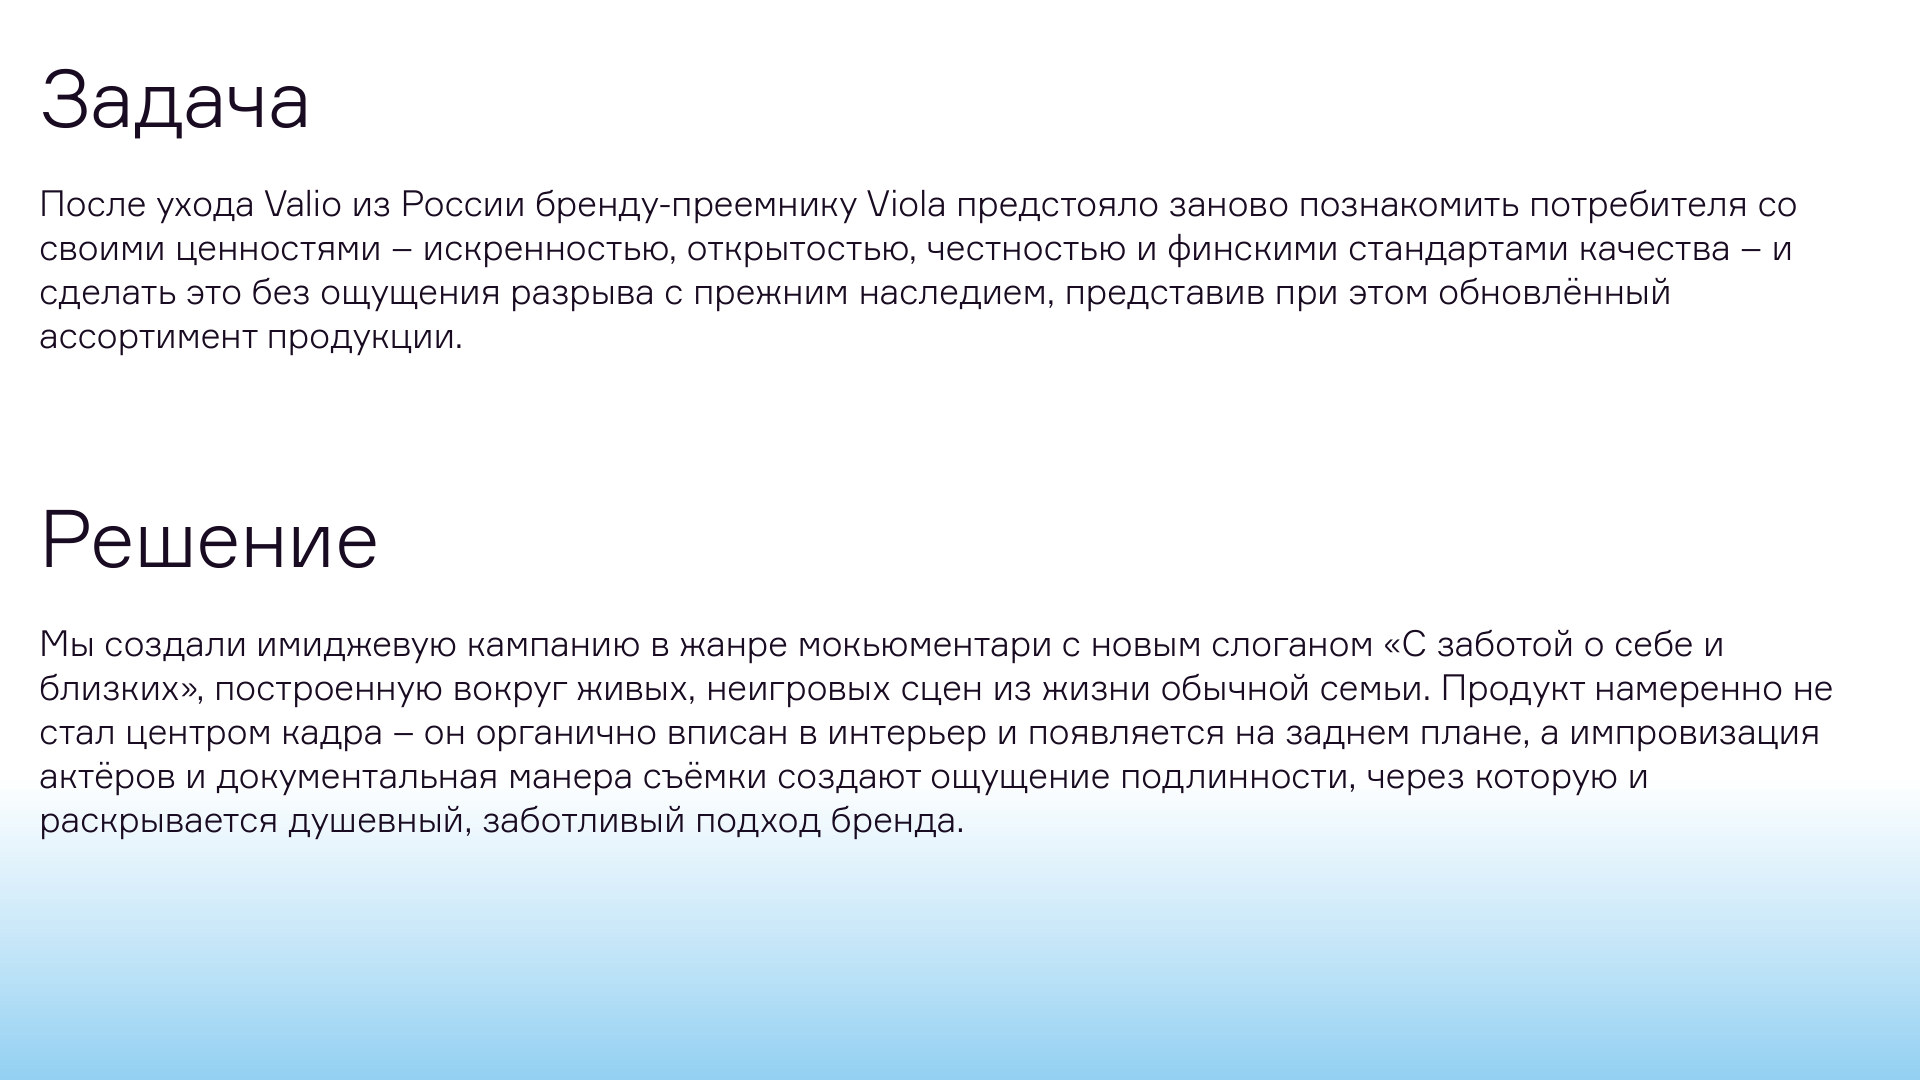 Задача
После ухода Valio из России бренду-преемнику Viola предстояло заново познакомить потребителя со
своими ценностями – искренностью, открытостью, честностью и финскими стандартами качества – и
сделать это без ощущения разрыва с прежним наследием, представив при этом обновлённый
ассортимент продукции.
Решение
Мы создали имиджевую кампанию в жанре мокьюментари с новым слоганом «С заботой о себе и
близких», построенную вокруг живых, неигровых сцен из жизни обычной семьи. Продукт намеренно не
стал центром кадра – он органично вписан в интерьер и появляется на заднем плане, а импровизация
актёров и документальная манера съёмки создают ощущение подлинности, через которую и
раскрывается душевный, заботливый подход бренда.